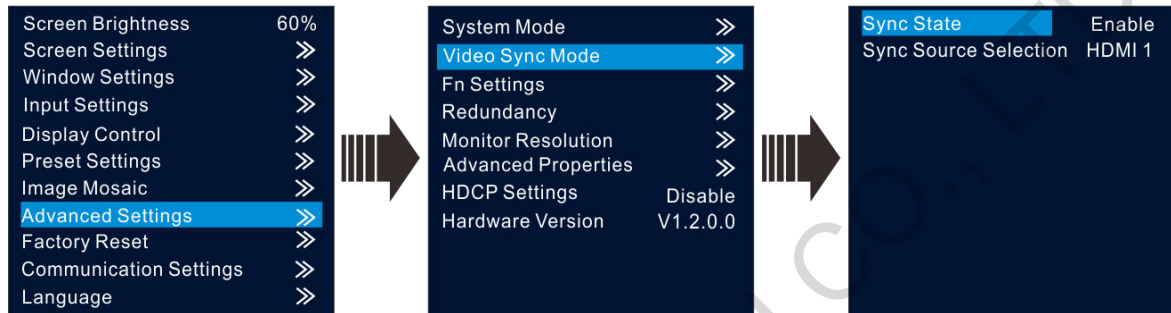 Screen Brightness 60%
Screen Settings
Window Settings
Input Settings
Display Control
Preset Settings
Image Mosaic
Advanced Settings
Factory Reset
Communication Settings
Language
System Mode
Video Sync Mode
Fn Settings
Redundancy
Monitor Resolution
Advanced Properties
HDCP Settings Disable
Hardware Version V1.2.0.0
Sync State Enable
Sync Source Selection HDMI 1
CO., LTD